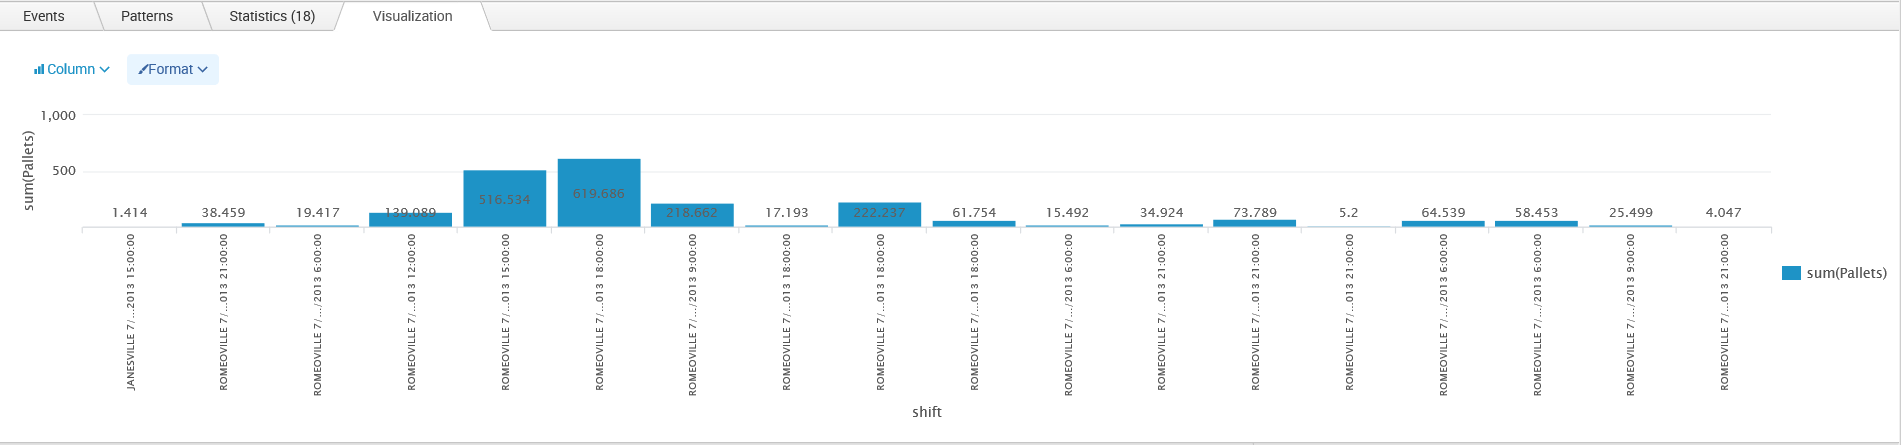 Events
Patterns
Statistics (18)
Visualization
Column
Format
1,000
500
sum(Pallets)
1.414
38.459
19.417
139.089
516.534
619.686
218.662
17.193
222.237
61.754
15.492
34.924
73.789
5.2
64.539
58.453
25.499
4.047
JANESVILLE 7/...2013 15:00:00
ROMEOVILLE 7/...013 21:00:00
ROMEOVILLE 7/.../2013 6:00:00
ROMEOVILLE 7/...013 12:00:00
ROMEOVILLE 7/...013 15:00:00
ROMEOVILLE 7/...013 18:00:00
ROMEOVILLE 7/.../2013 9:00:00
ROMEOVILLE 7/...013 18:00:00
ROMEOVILLE 7/...013 18:00:00
ROMEOVILLE 7/...013 18:00:00
ROMEOVILLE 7/.../2013 6:00:00
ROMEOVILLE 7/...013 21:00:00
ROMEOVILLE 7/...013 21:00:00
ROMEOVILLE 7/...013 21:00:00
ROMEOVILLE 7/.../2013 6:00:00
ROMEOVILLE 7/.../2013 6:00:00
ROMEOVILLE 7/.../2013 9:00:00
ROMEOVILLE 7/...013 21:00:00
shift
sum(Pallets)